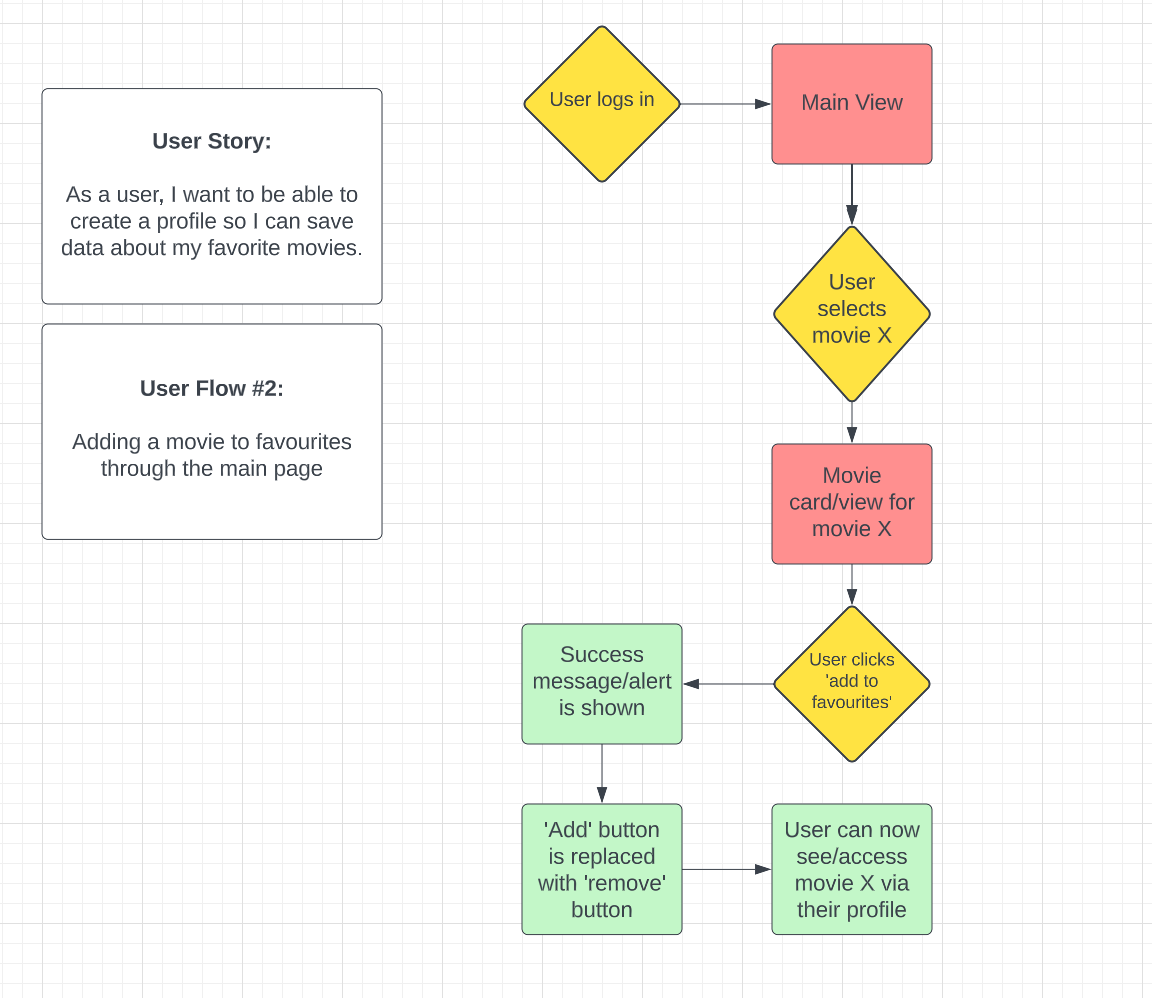 User Story:
As a user, I want to be able to
create a profile so I can save
data about my favorite movies.
User Flow #2:
Adding a movie to favourites
through the main page
User logs in
Main View
User
selects
movie X
Movie
card/view for
movie X
User clicks
'add to
favourites'
Success
message/alert
is shown
'Add' button
is replaced
with 'remove'
button
User can now
see/access
movie X via
their profile